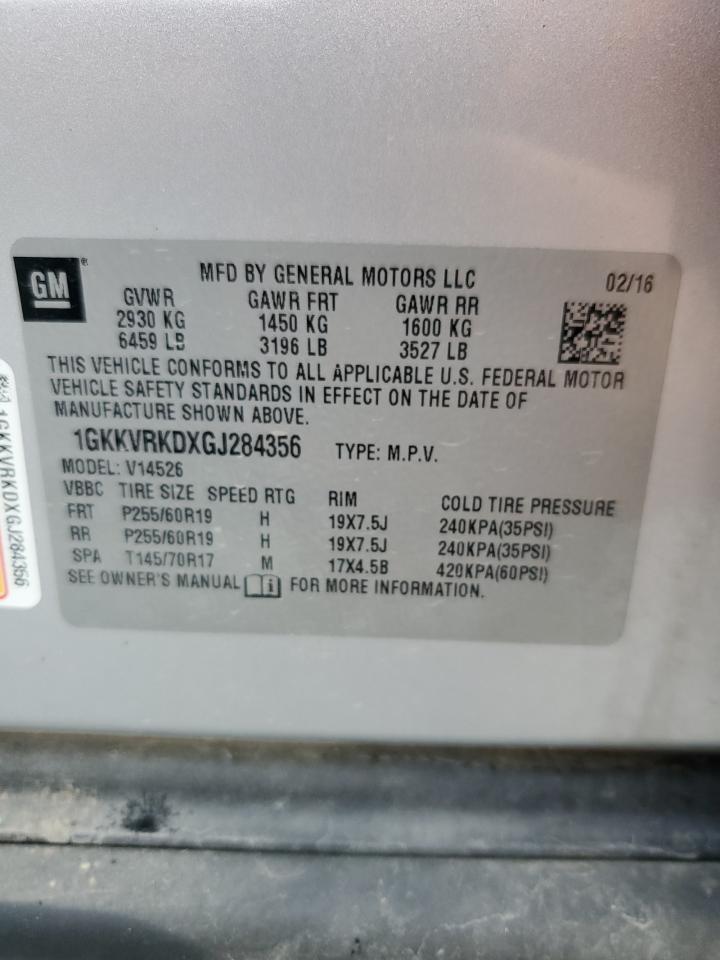 GM
®
MFD BY GENERAL MOTORS LLC 02/16
GVWR GAWR FRT GAWR RR
2930 KG 1450 KG 1600 KG
6459 LB 3196 LB 3527 LB
THIS VEHICLE CONFORMS TO ALL APPLICABLE U.S. FEDERAL MOTOR
VEHICLE SAFETY STANDARDS IN EFFECT ON THE DATE OF
MANUFACTURE SHOWN ABOVE.
1GKKVRKDXGJ284356 TYPE: M.P.V.
MODEL: V14526
VBBC TIRE SIZE SPEED RTG RIM COLD TIRE PRESSURE
FRT P255/60R19 H 19X7.5J 240KPA(35PSI)
RR P255/60R19 H 19X7.5J 240KPA(35PSI)
SPA T145/70R17 M 17X4.5B 420KPA(60PSI)
SEE OWNER'S MANUAL i FOR MORE INFORMATION.
1GKKVRKDXGJ284356